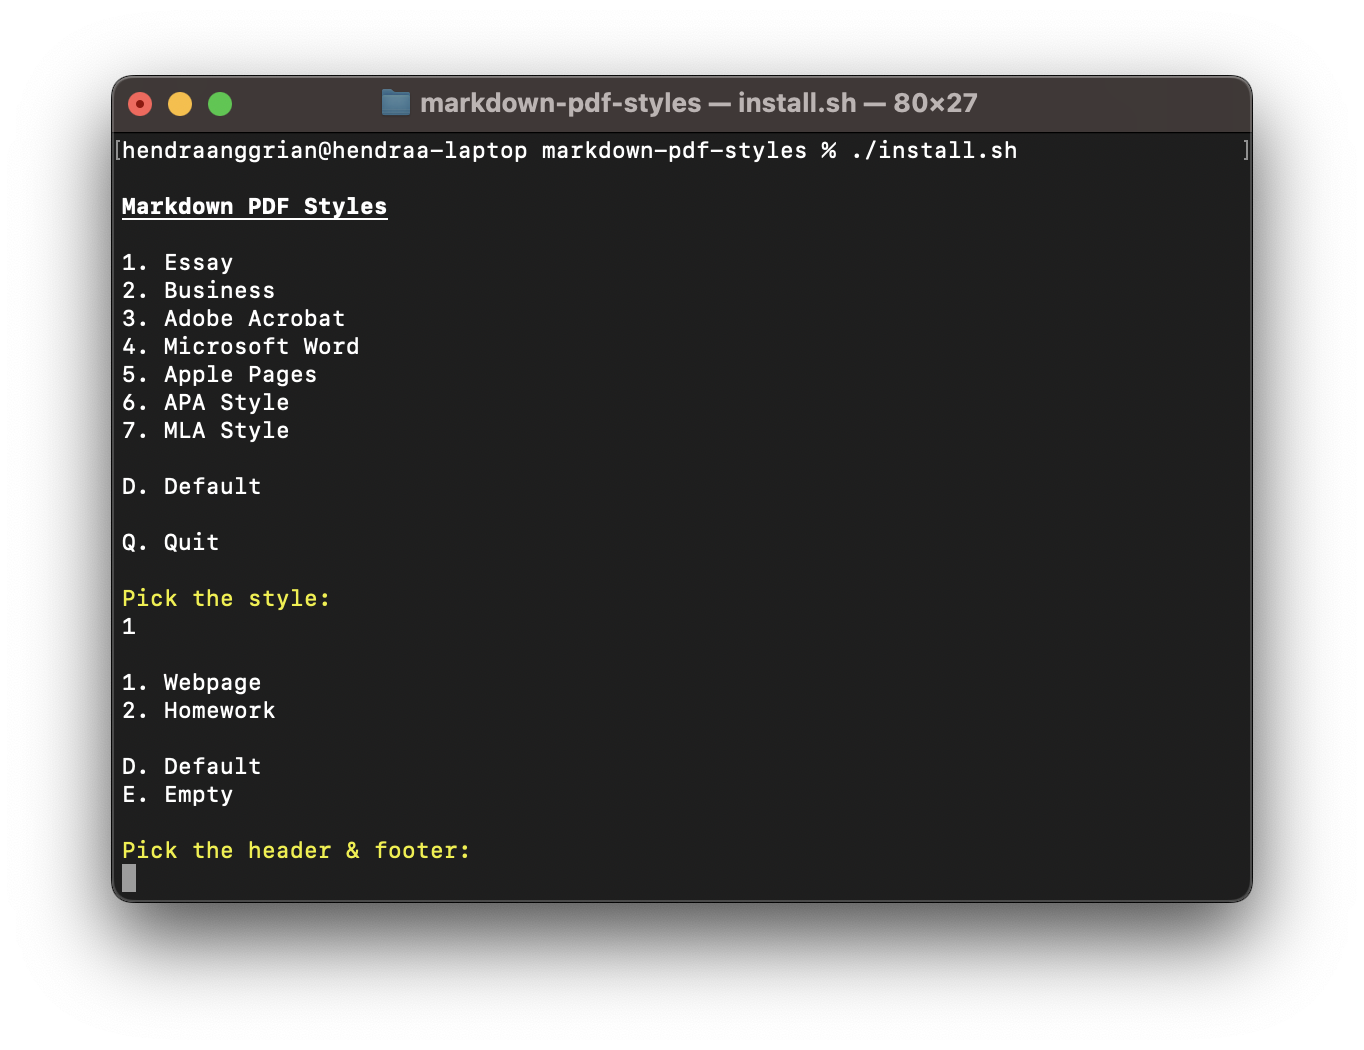 markdown-pdf-styles — install.sh — 80×27
[hendraanggrian@hendraa-laptop markdown-pdf-styles % ./install.sh ]
Markdown PDF Styles
1. Essay
2. Business
3. Adobe Acrobat
4. Microsoft Word
5. Apple Pages
6. APA Style
7. MLA Style
D. Default
Q. Quit
Pick the style:
1
1. Webpage
2. Homework
D. Default
E. Empty
Pick the header & footer: